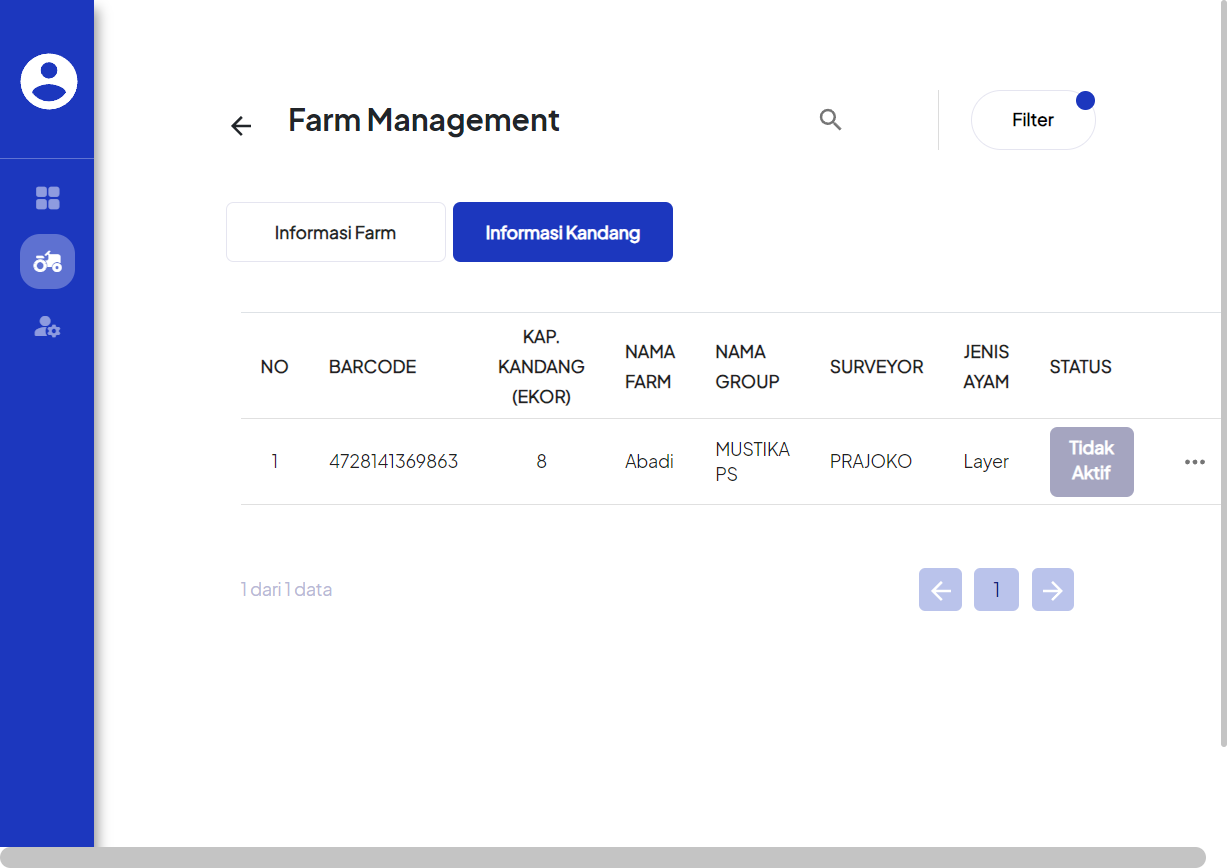 Farm Management
Filter
Informasi Farm
Informasi Kandang
NO
BARCODE
KAP.
KANDANG
(EKOR)
NAMA
FARM
NAMA
GROUP
SURVEYOR
JENIS
AYAM
STATUS
1
4728141369863
8
Abadi
MUSTIKA
PS
PRAJOKO
Layer
Tidak
Aktif
1 dari 1 data
1